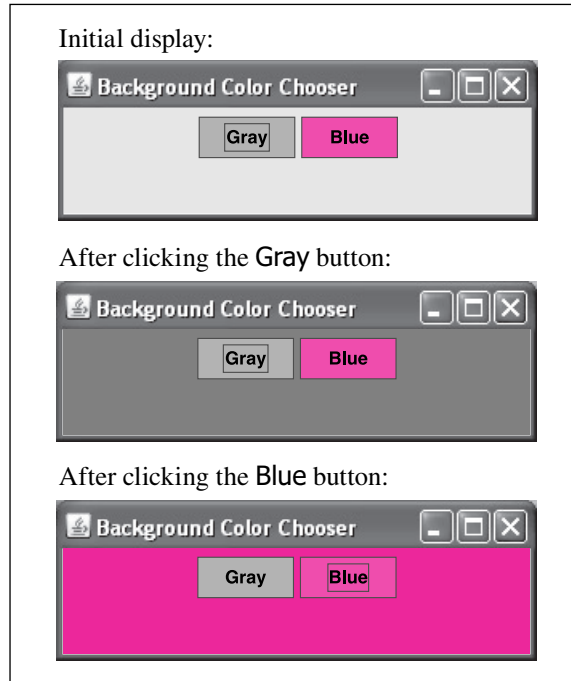 Initial display:
Background Color Chooser
Gray Blue
After clicking the Gray button:
Background Color Chooser
Gray Blue
After clicking the Blue button:
Background Color Chooser
Gray Blue